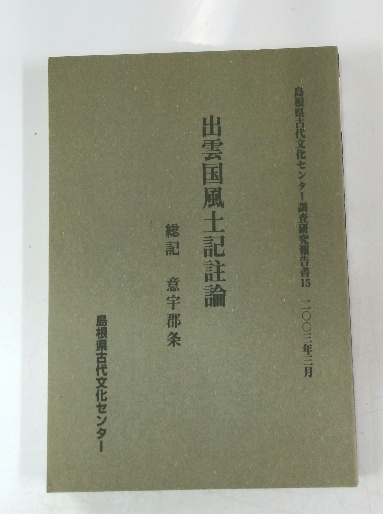 島根県古代文化センター調査研究報告書15 二〇〇三年三月
出雲国風土記註論
総記 意宇郡条
島根県古代文化センター